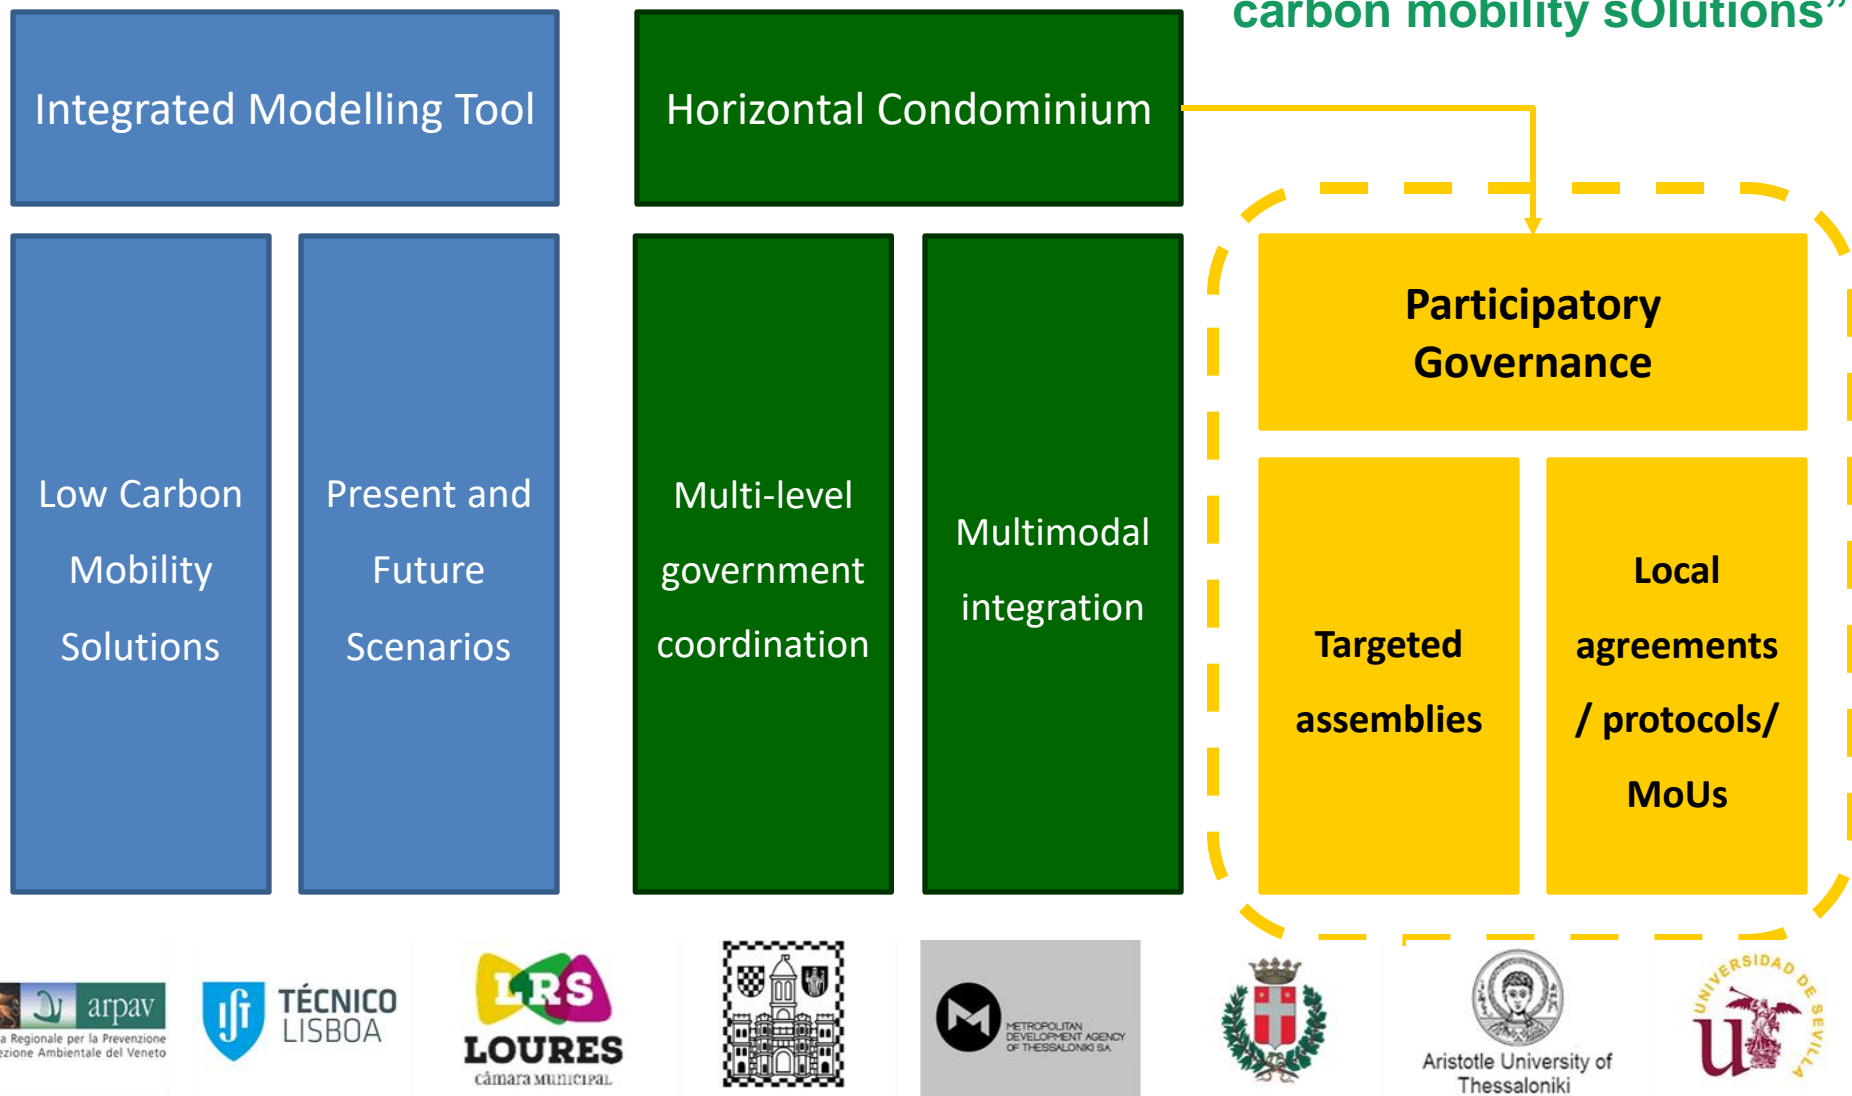 carbon mobility sOlutions”
Integrated Modelling Tool
Horizontal Condominium
Low Carbon
Mobility
Solutions
Present and
Future
Scenarios
Multi-level
government
coordination
Multimodal
integration
Participatory
Governance
Targeted
assemblies
Local
agreements
/ protocols/
MoUs
arpav
a Regionale per la Prevenzione
ezione Ambientale del Veneto
TÉCNICO
LISBOA
LRS
LOURES
CâMARA MUNICIPAL
METROPOLITAN
DEVELOPMENT AGENCY
OF THESSALONIKI SA
Aristotle University of
Thessaloniki
UNIVERSIDAD DE SEVILLA